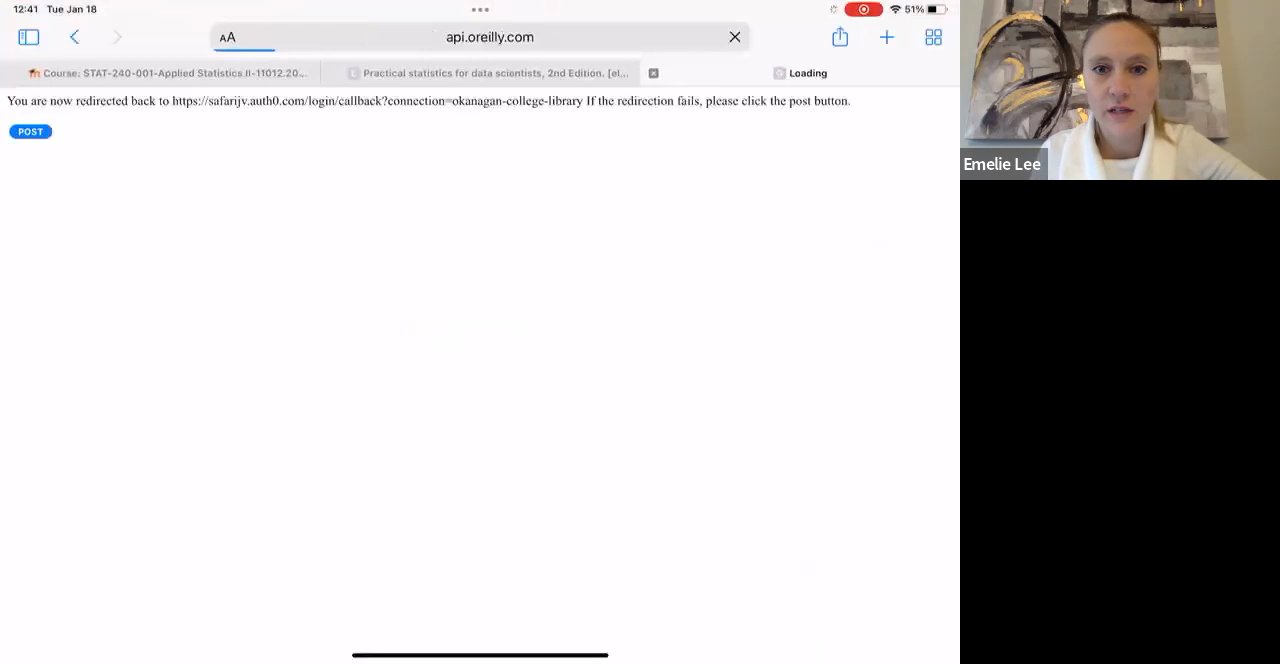 12:41 Tue Jan 18
51%
AA
api.oreilly.com
Course: STAT-240-001-Applied Statistics II-11012.20...
Practical statistics for data scientists, 2nd Edition. [el...
Loading
You are now redirected back to https://safarijv.auth0.com/login/callback?connection=okanagan-college-library If the redirection fails, please click the post button.
POST
Emelie Lee